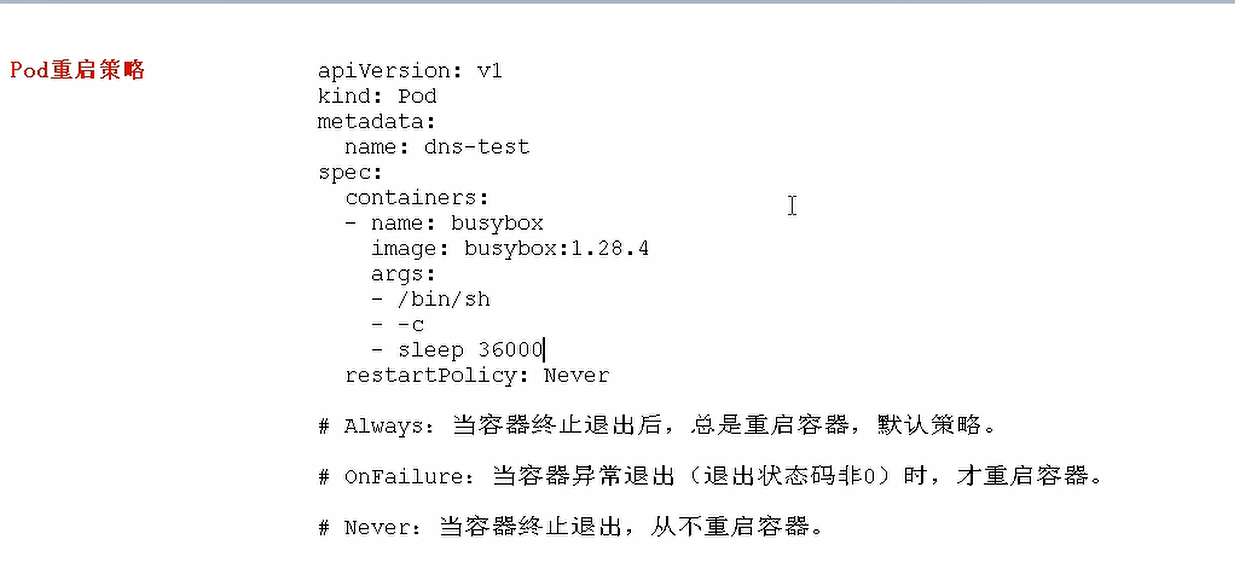 Pod重启策略
apiVersion: v1
kind: Pod
metadata:
  name: dns-test
spec:
  containers:
  - name: busybox
    image: busybox:1.28.4
    args:
    - /bin/sh
    - -c
    - sleep 36000
  restartPolicy: Never
# Always：当容器终止退出后，总是重启容器，默认策略。
# OnFailure：当容器异常退出（退出状态码非0）时，才重启容器。
# Never：当容器终止退出，从不重启容器。